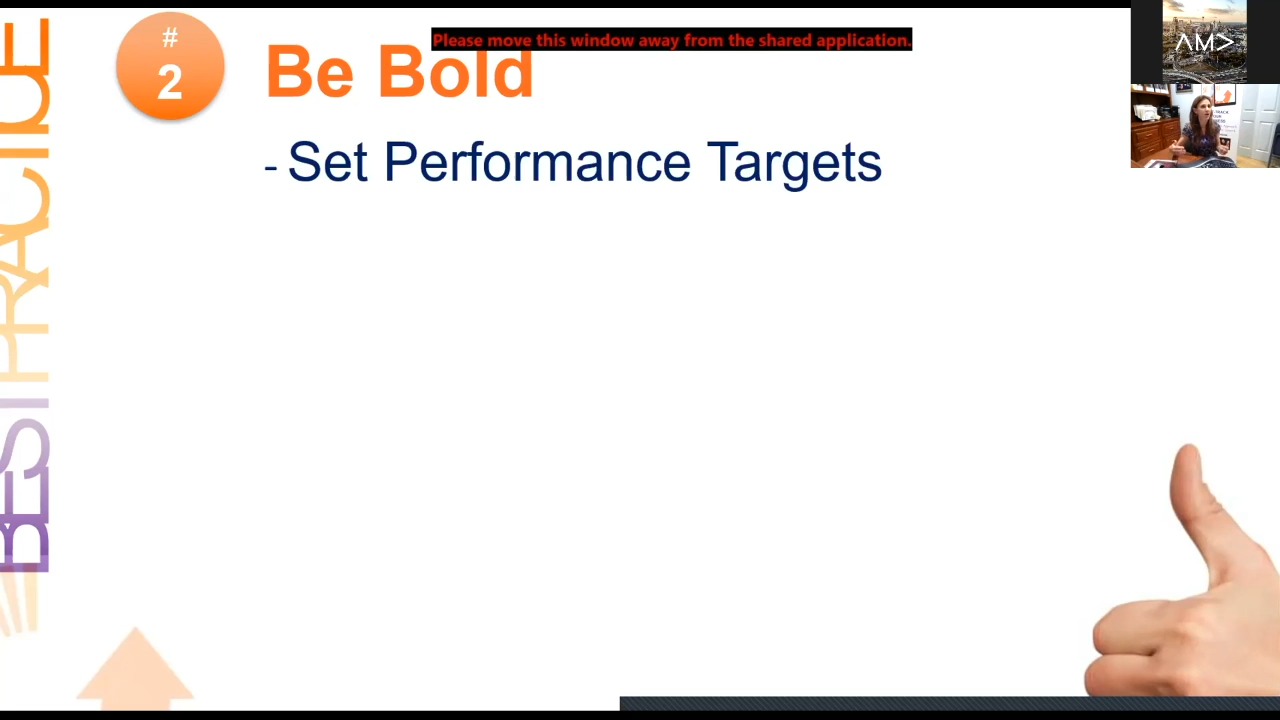 #
2
Please move this window away from the shared application.
Be Bold
- Set Performance Targets
BEST PRACTICE